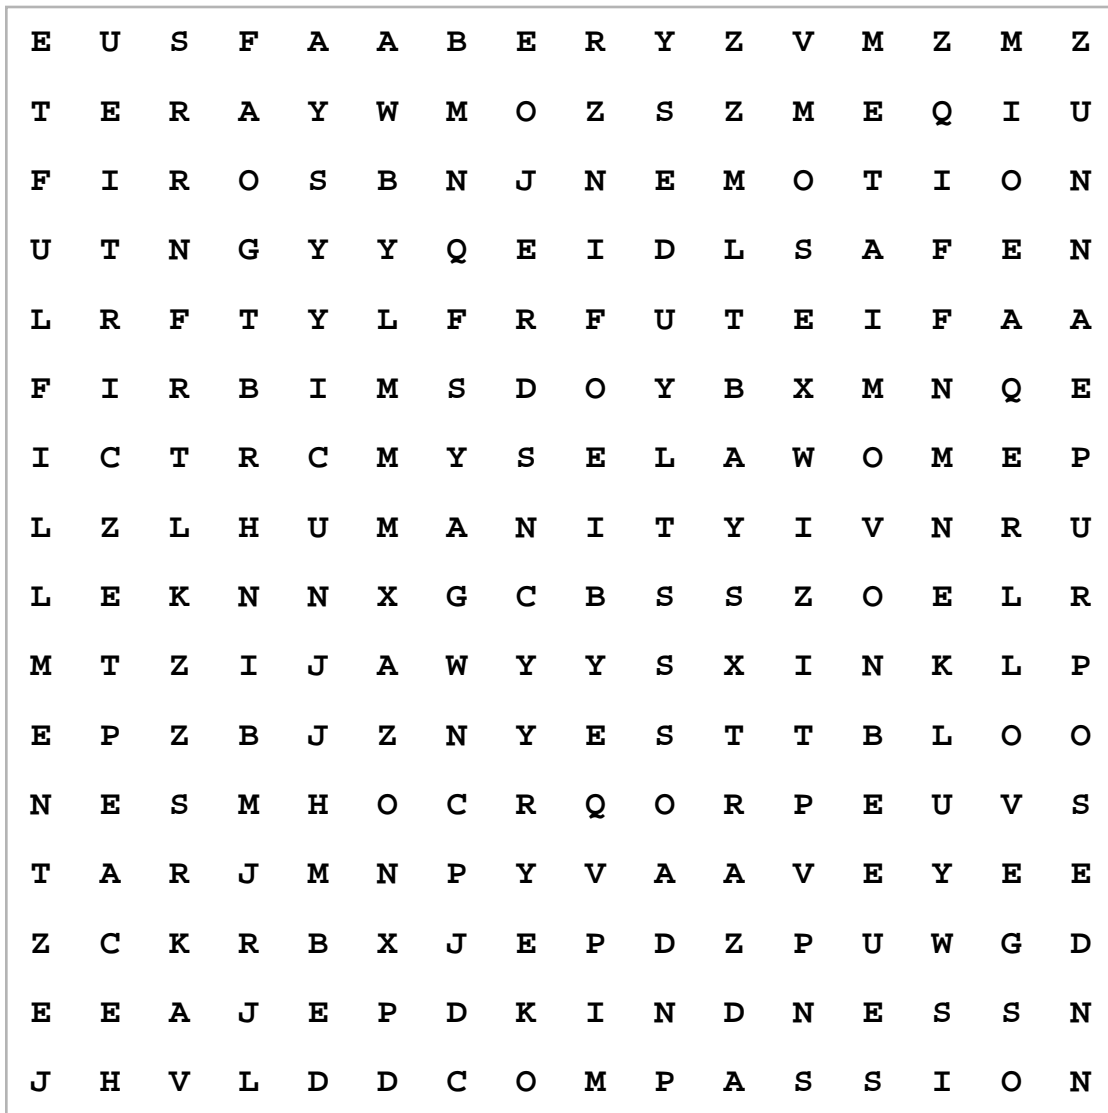 E U S F A A B E R Y Z V M Z M Z
T E R A Y W M O Z S Z M E Q I U
F I R O S B N J N E M O T I O N
U T N G Y Y Q E I D L S A F E N
L R F T Y L F R F U T E I F A A
F I R B I M S D O Y B X M N Q E
I C T R C M Y S E L A W O M E P
L Z L H U M A N I T Y I V N R U
L E K N N X G C B S S Z O E L R
M T Z I J A W Y Y S X I N K L P
E P Z B J Z N Y E S T T B L O O
N E S M H O C R Q O R P E U V S
T A R J M N P Y V A A V E Y E E
Z C K R B X J E P D Z P U W G D
E E A J E P D K I N D N E S S N
J H V L D D C O M P A S S I O N